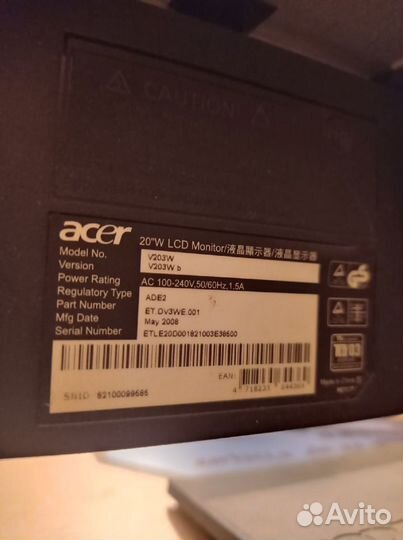 CAUTION
acer
20"W LCD Monitor/液晶顯示器/液晶显示器
Model No. V203W
Version V203W b
Power Rating AC 100-240V,50/60Hz,1.5A
Regulatory Type ADE2
Part Number ET.DV3WE.001
Mfg Date May 2008
Serial Number ETLE20D001821003E38500
EAN:
SNID 82100099585
Made in China
Avito